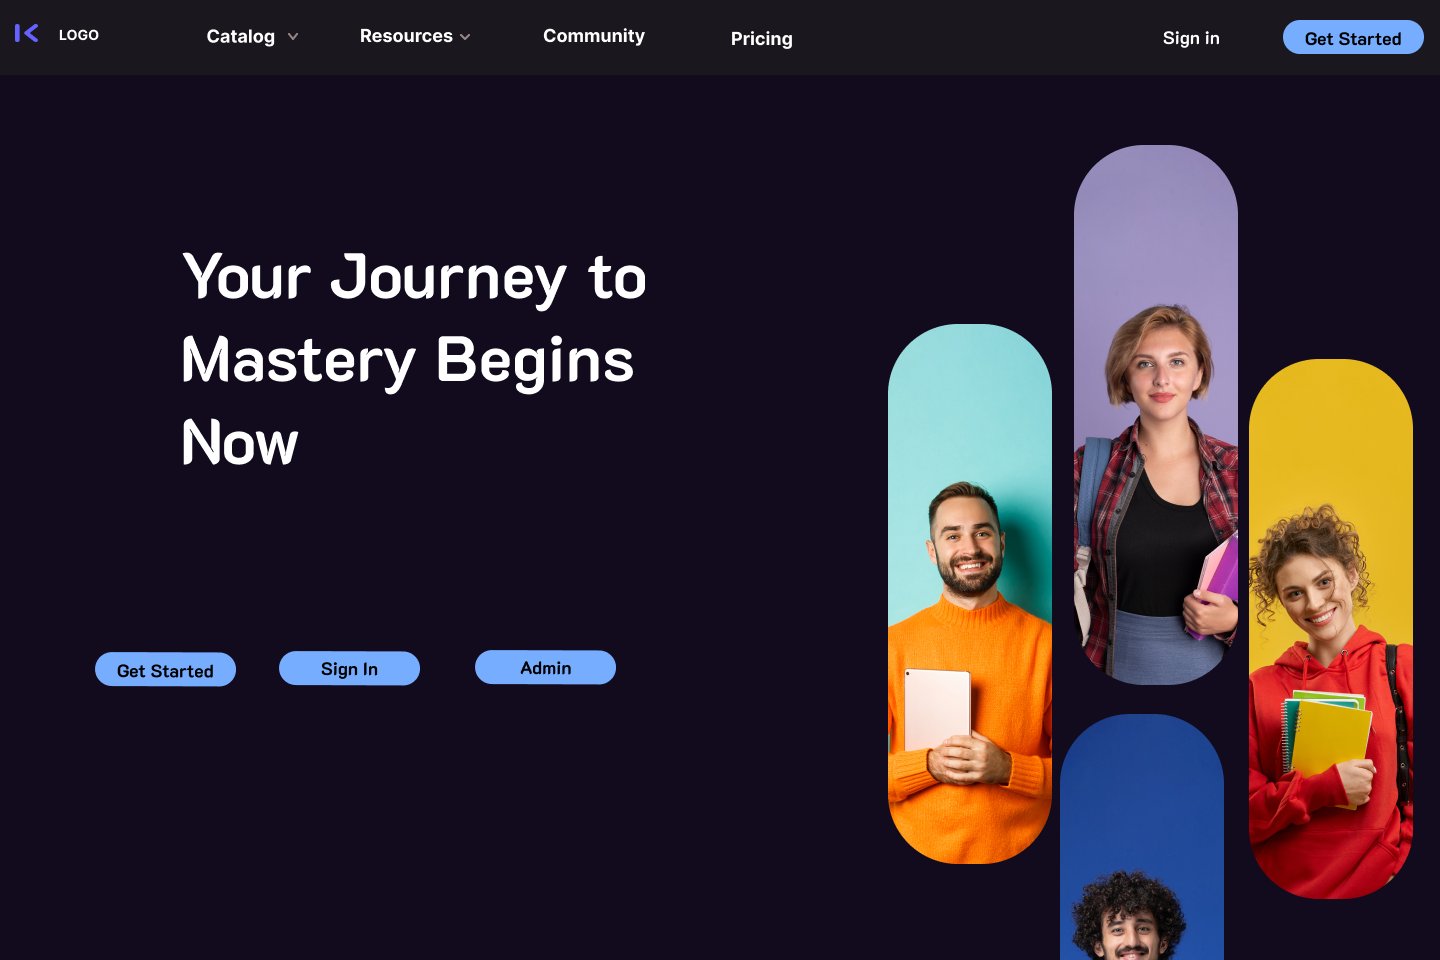 LOGO
Catalog
Resources
Community
Pricing
Sign in
Get Started
Your Journey to
Mastery Begins
Now
Get Started
Sign In
Admin